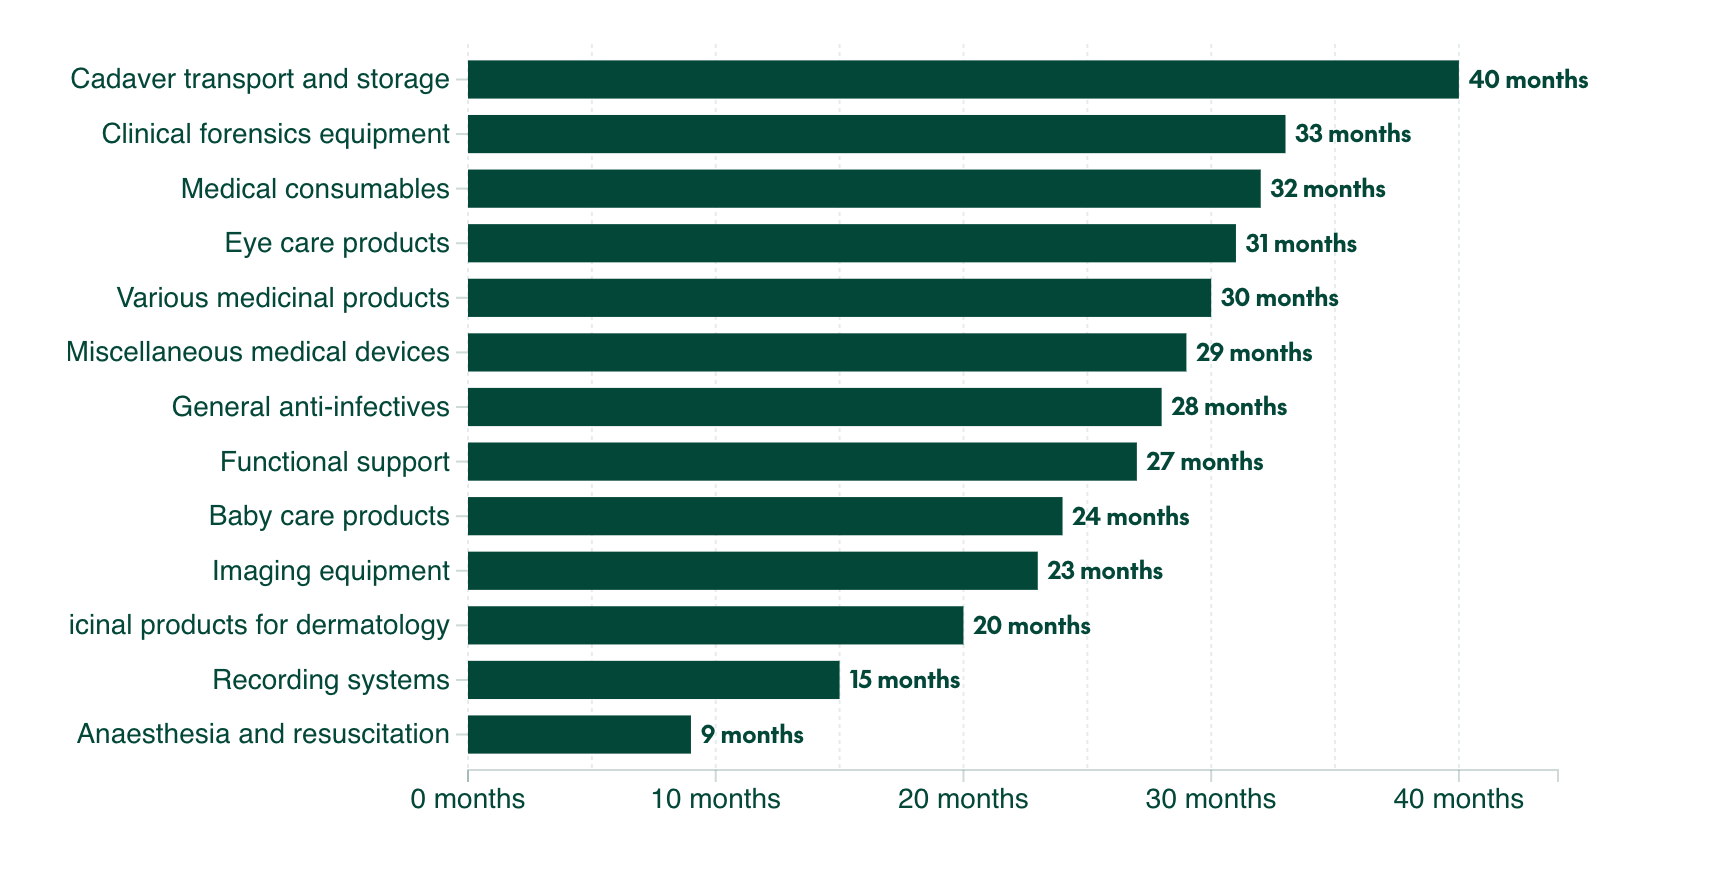 Cadaver transport and storage 40 months
Clinical forensics equipment 33 months
Medical consumables 32 months
Eye care products 31 months
Various medicinal products 30 months
Miscellaneous medical devices 29 months
General anti-infectives 28 months
Functional support 27 months
Baby care products 24 months
Imaging equipment 23 months
icinal products for dermatology 20 months
Recording systems 15 months
Anaesthesia and resuscitation 9 months
0 months 10 months 20 months 30 months 40 months